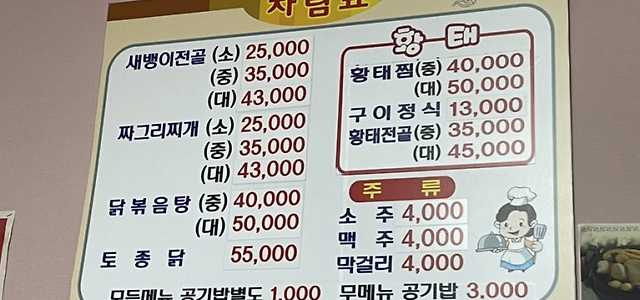 차림표
새뱅이전골 (소) 25,000
(중) 35,000
(대) 43,000
짜그리찌개 (소) 25,000
(중) 35,000
(대) 43,000
닭볶음탕 (중) 40,000
(대) 50,000
토종닭 55,000
모든메뉴 공기밥별도 1,000
황태
황태찜(중) 40,000
(대) 50,000
구이정식 13,000
황태전골(중) 35,000
(대) 45,000
주류
소주 4,000
맥주 4,000
막걸리 4,000
무메뉴 공기밥 3,000